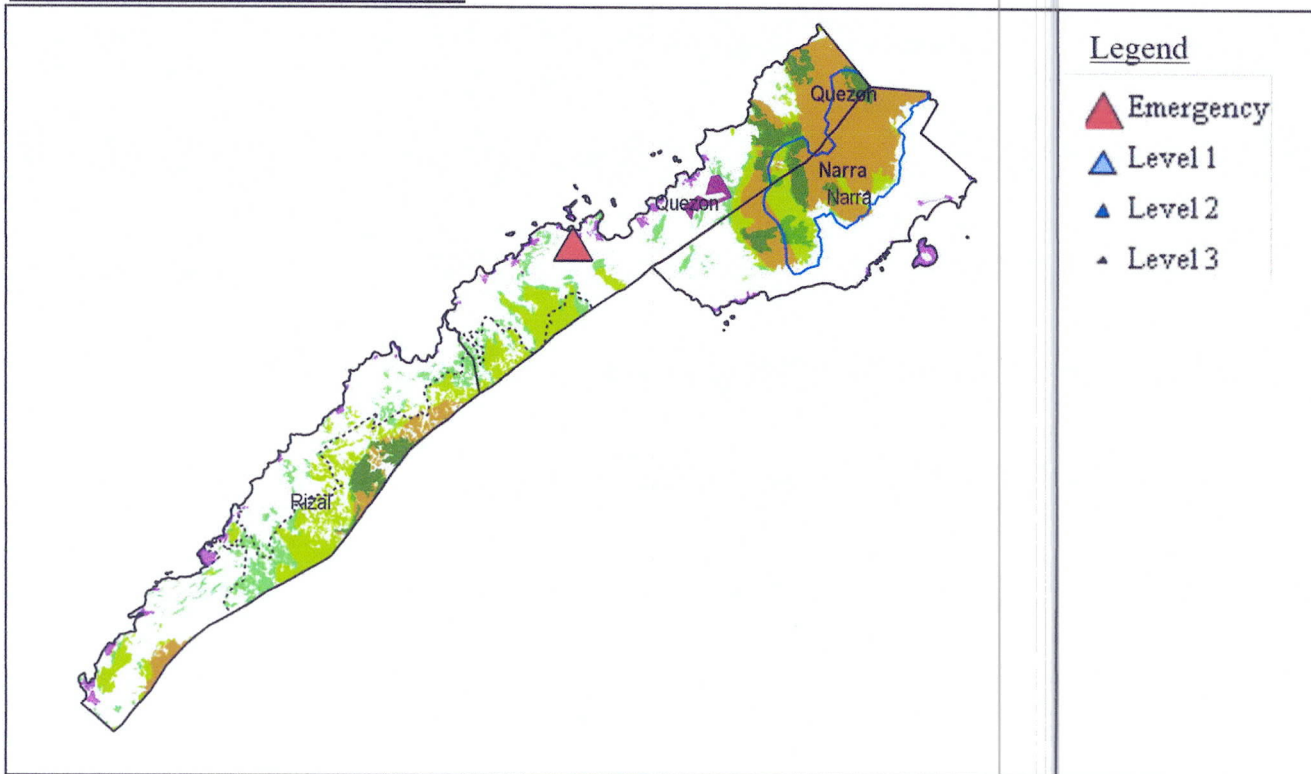 Quezon
Narra
Narra
Quezon
Rizal
Legend
Emergency
Level 1
Level 2
Level 3